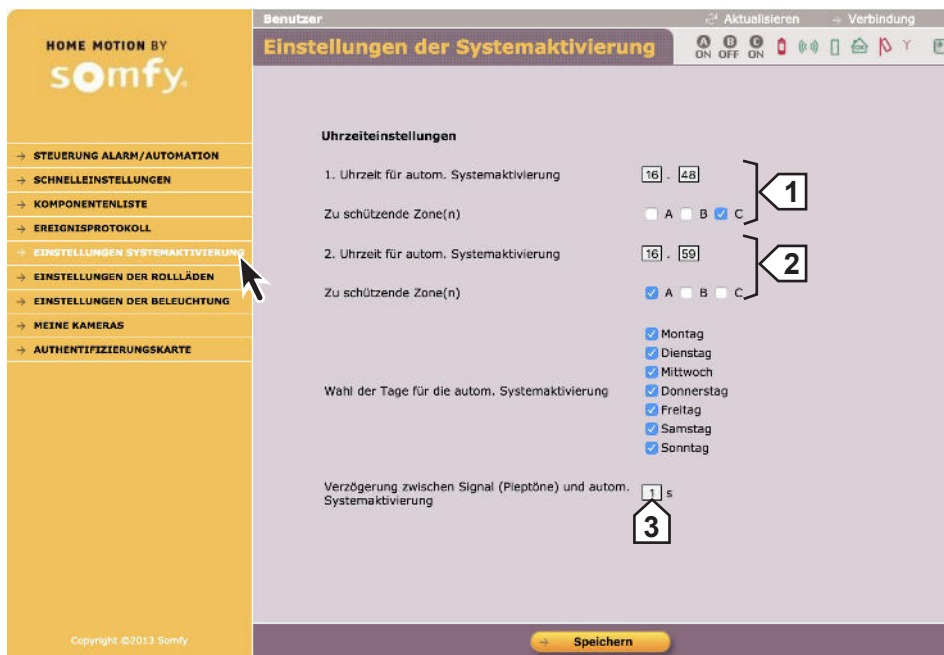 Benutzer
Aktualisieren
→ Verbindung
HOME MOTION BY
somfy.
Einstellungen der Systemaktivierung
A B C
ON OFF ON
Uhrzeiteinstellungen
→ STEUERUNG ALARM/AUTOMATION
→ SCHNELLEINSTELLUNGEN
→ KOMPONENTENLISTE
→ EREIGNISPROTOKOLL
→ EINSTELLUNGEN SYSTEMAKTIVIERUNG
→ EINSTELLUNGEN DER ROLLLÄDEN
→ EINSTELLUNGEN DER BELEUCHTUNG
→ MEINE KAMERAS
→ AUTHENTIFIZIERUNGSKARTE
1. Uhrzeit für autom. Systemaktivierung 16 . 48
Zu schützende Zone(n) A B C
1
2. Uhrzeit für autom. Systemaktivierung 16 . 59
Zu schützende Zone(n) A B C
2
Wahl der Tage für die autom. Systemaktivierung
Montag
Dienstag
Mittwoch
Donnerstag
Freitag
Samstag
Sonntag
Verzögerung zwischen Signal (Pieptöne) und autom.
Systemaktivierung
1 s
3
Copyright ©2013 Somfy
→ Speichern